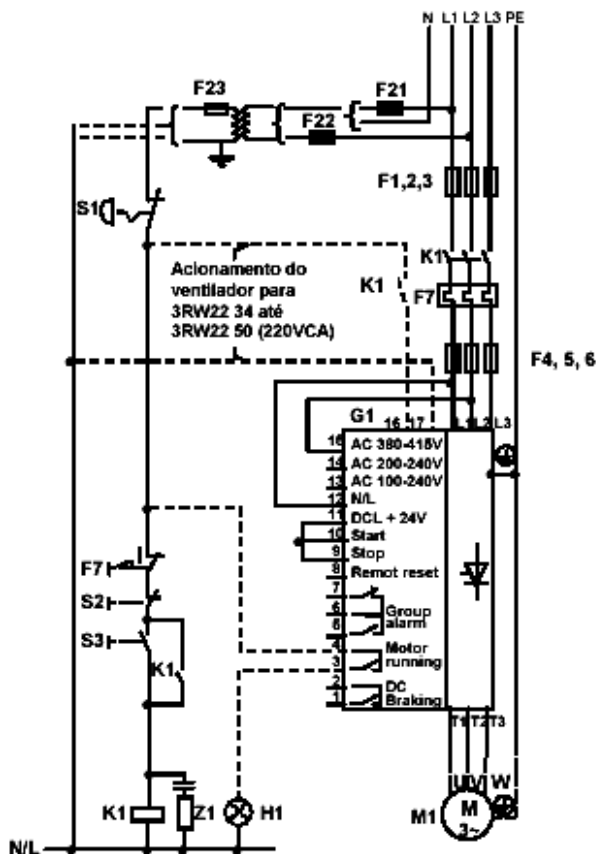 N L1 L2 L3 PE
F23
F21
F22
F1,2,3
S1
K1
Acionamento do
ventilador para
3RW22 34 até
3RW22 50 (220VCA)
K1
F7
F4, 5, 6
G1
16 17 L1 L2 L3
15 AC 380-415V
14 AC 200-240V
13 AC 100-240V
12 N/L
11 DCL + 24V
10 Start
9 Stop
8 Remot reset
7
6 Group
5 alarm
4 Motor
3 running
2 DC
1 Braking
F7
S2
S3
K1
T1 T2 T3
U V W
M1 M
3~
K1 Z1 H1
N/L